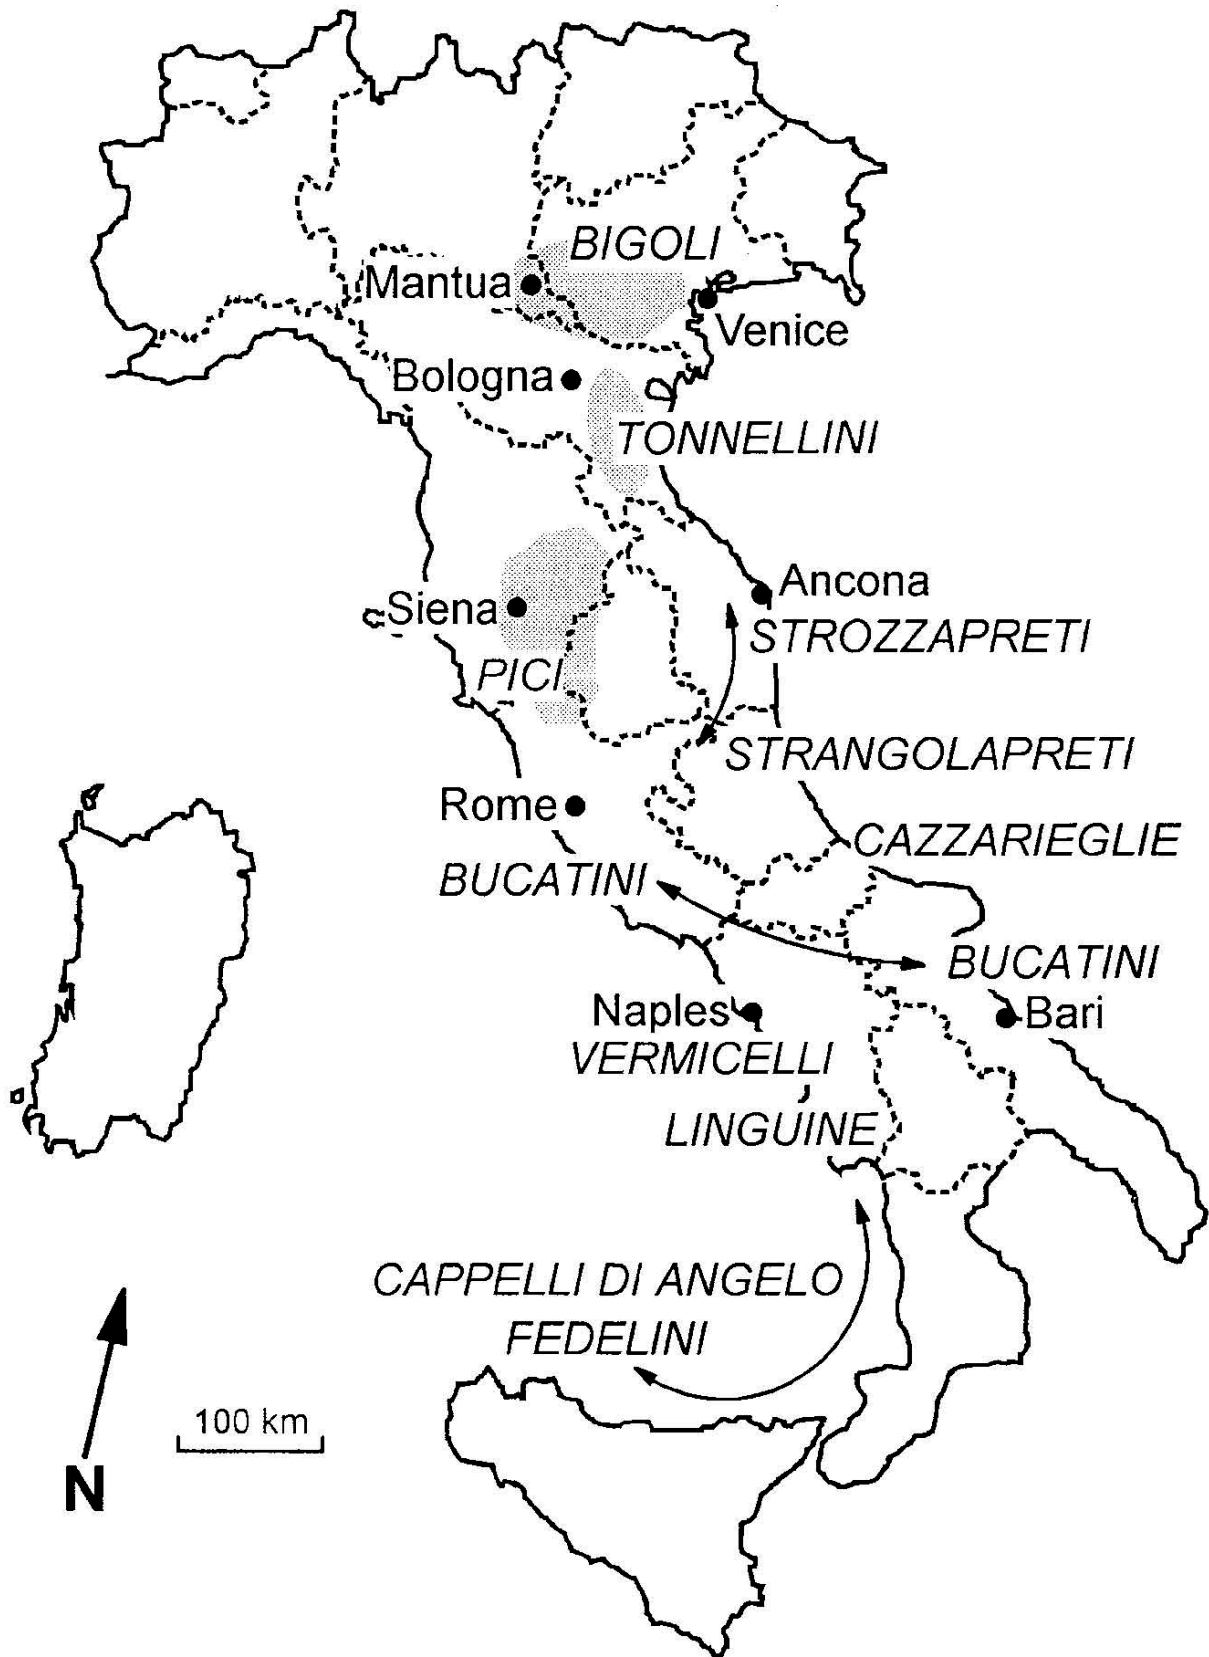 BIGOLI
Mantua
Venice
Bologna
TONNELLINI
Ancona
Siena
STROZZAPRETI
PICI
STRANGOLAPRETI
Rome
CAZZARIEGLIE
BUCATINI
BUCATINI
Naples
Bari
VERMICELLI
LINGUINE
CAPPELLI DI ANGELO
FEDELINI
100 km
N